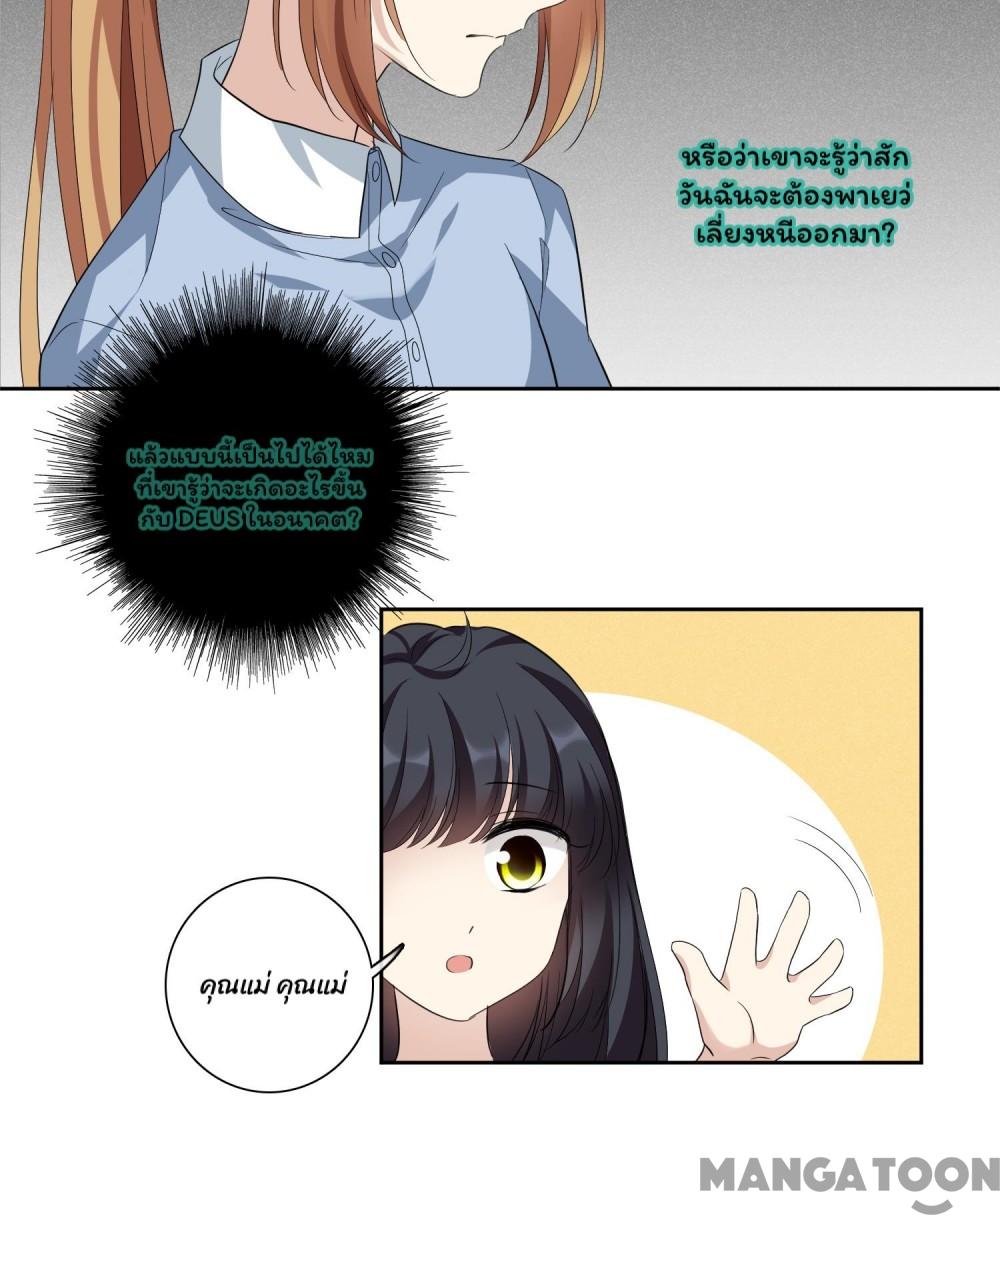 หรือว่าเขาจะรู้ว่าสัก
วันฉันจะต้องพาเยว่
เลี่ยงหนีออกมา?
แล้วแบบนี้เป็นไปได้ไหม
ที่เขารู้ว่าจะเกิดอะไรขึ้น
กับ DEUS ในอนาคต?
คุณแม่ คุณแม่
MANGATOON